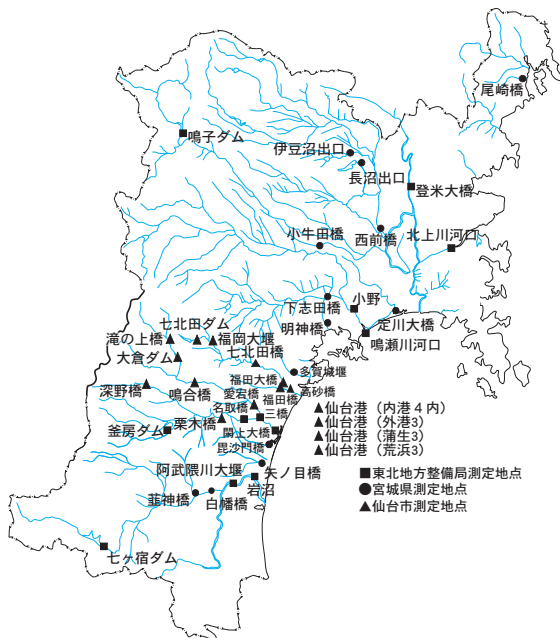 尾崎橋
鳴子ダム
伊豆沼出口
長沼出口
登米大橋
小牛田橋
西前橋
北上川河口
下志田橋
小野
明神橋
定川大橋
鳴瀬川河口
七北田ダム
滝の上橋
福岡大堰
大倉ダム
七北田橋
多賀城堰
深野橋
鳴合橋
福田大橋
高砂橋
愛宕橋
福田橋
名取橋
三橋
栗木橋
釜房ダム
閖上大橋
毘沙門橋
仙台港（内港４内）
仙台港（外港3）
仙台港（蒲生3）
仙台港（荒浜3）
阿武隈川大堰
矢ノ目橋
岩沼
韮神橋
白幡橋
七ヶ宿ダム
東北地方整備局測定地点
宮城県測定地点
仙台市測定地点